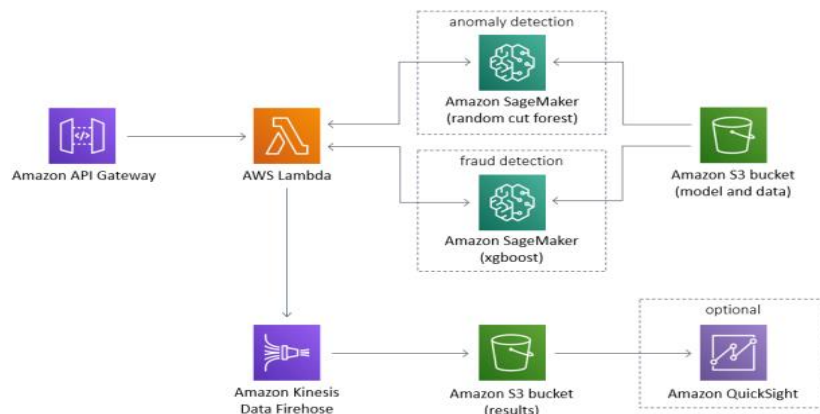 anomaly detection
Amazon SageMaker
(random cut forest)
Amazon API Gateway
AWS Lambda
fraud detection
Amazon SageMaker
(xgboost)
Amazon S3 bucket
(model and data)
Amazon Kinesis
Data Firehose
Amazon S3 bucket
(results)
optional
Amazon QuickSight